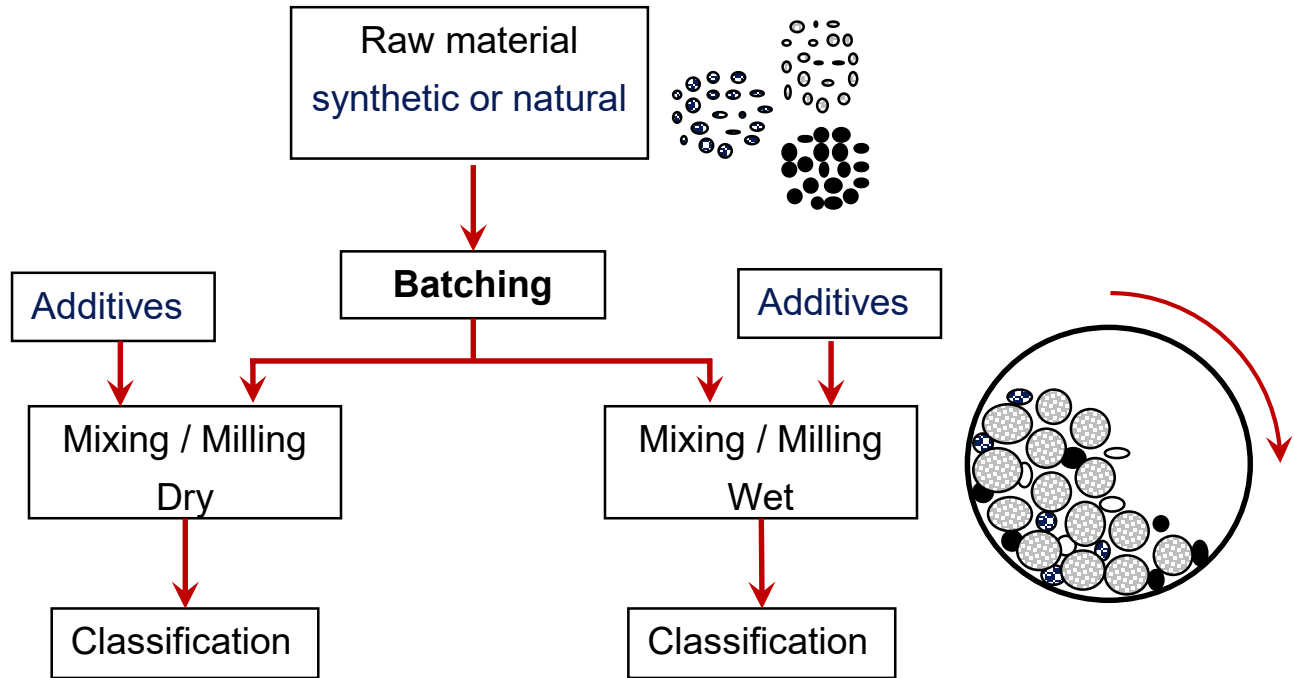 Raw material
synthetic or natural
Batching
Additives
Additives
Mixing / Milling
Dry
Mixing / Milling
Wet
Classification
Classification